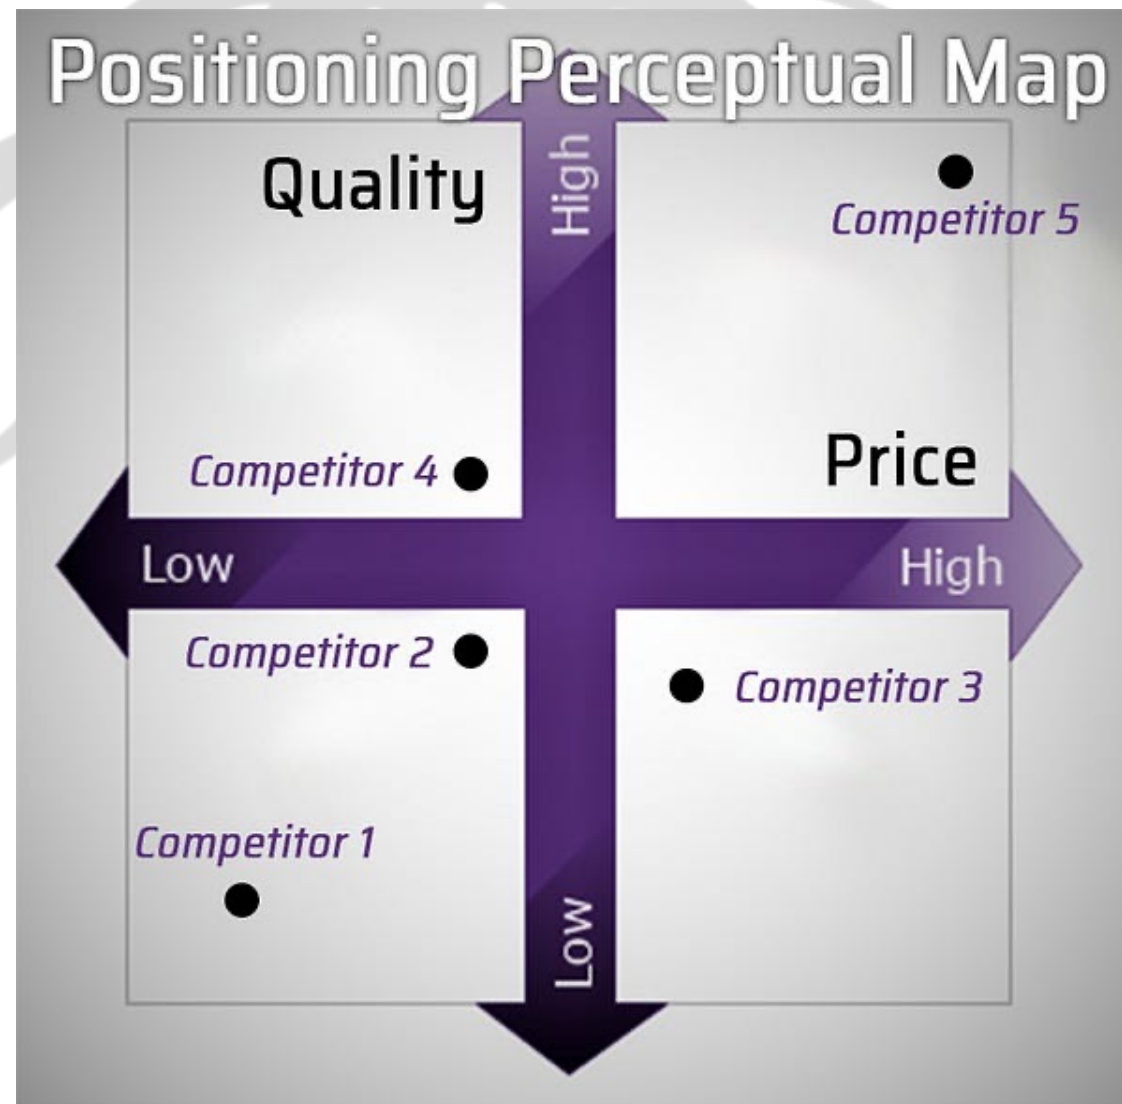 Positioning Perceptual Map
Quality
High
Competitor 5
Competitor 4
Price
Low
High
Competitor 2
Competitor 3
Competitor 1
Low